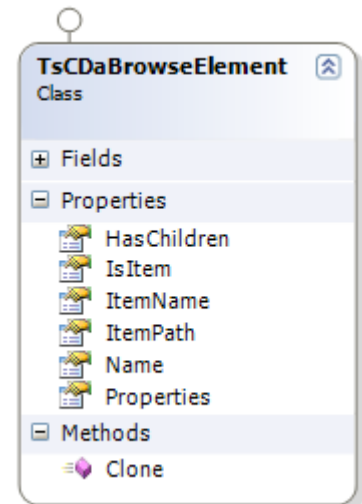 TsCDaBrowseElement
Class
Fields
Properties
HasChildren
IsItem
ItemName
ItemPath
Name
Properties
Methods
Clone